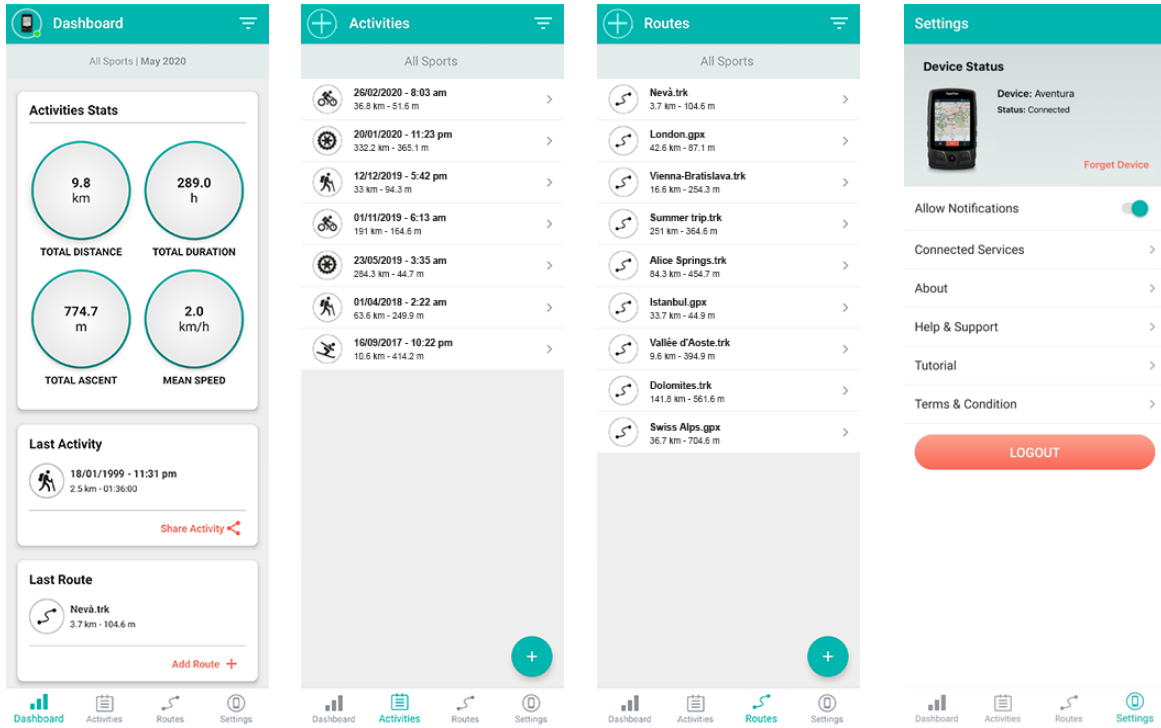 Dashboard
All Sports | May 2020
Activities Stats
9.8
km
289.0
h
TOTAL DISTANCE
TOTAL DURATION
774.7
m
2.0
km/h
TOTAL ASCENT
MEAN SPEED
Last Activity
18/01/1999 - 11:31 pm
2.5 km - 01:36:00
Share Activity
Last Route
Nevà.trk
3.7 km - 104.6 m
Add Route +
Dashboard
Activities
Routes
Settings
Activities
All Sports
26/02/2020 - 8:03 am
36.8 km - 51.6 m
20/01/2020 - 11:23 pm
332.2 km - 365.1 m
12/12/2019 - 5:42 pm
33 km - 94.3 m
01/11/2019 - 6:13 am
191 km - 164.6 m
23/05/2019 - 3:35 am
284.3 km - 44.7 m
01/04/2018 - 2:22 am
63.6 km - 249.9 m
16/09/2017 - 10:22 pm
10.6 km - 414.2 m
+
Dashboard
Activities
Routes
Settings
Routes
All Sports
Nevà.trk
3.7 km - 104.6 m
London.gpx
42.6 km - 87.1 m
Vienna-Bratislava.trk
16.6 km - 254.3 m
Summer trip.trk
251 km - 364.6 m
Alice Springs.trk
84.3 km - 454.7 m
Istanbul.gpx
33.7 km - 44.9 m
Vallée d'Aoste.trk
9.6 km - 394.9 m
Dolomites.trk
141.8 km - 561.6 m
Swiss Alps.gpx
36.7 km - 704.6 m
+
Dashboard
Activities
Routes
Settings
Settings
Device Status
Device: Aventura
Status: Connected
Forget Device
Allow Notifications
Connected Services
About
Help & Support
Tutorial
Terms & Condition
LOGOUT
Dashboard
Activities
Routes
Settings